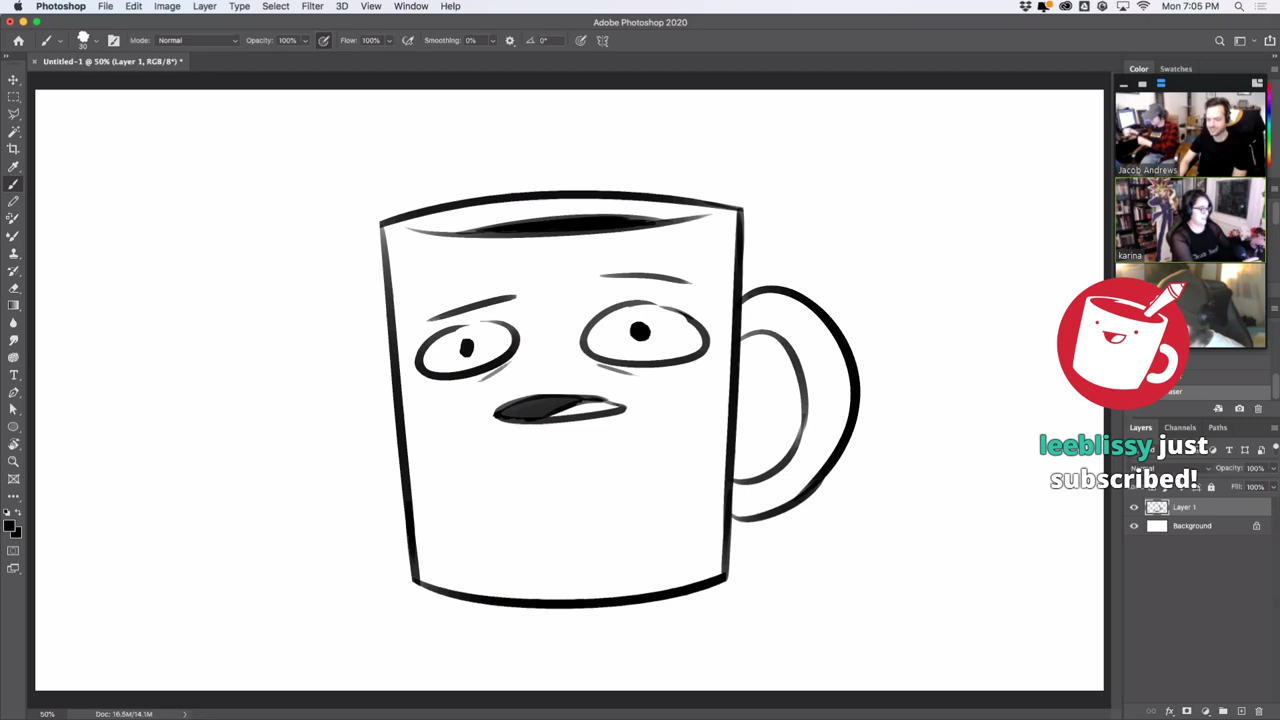 Photoshop File Edit Image Layer Type Select Filter 3D View Window Help Mon 7:05 PM
Adobe Photoshop 2020
30 Mode: Normal Opacity: 100% Flow: 100% Smoothing: 0% 0°
× Untitled-1 @ 50% (Layer 1, RGB/8*) *
Color Swatches
Jacob Andrews
karina
Layers Channels Paths
leeblissy just
subscribed!
Normal Opacity: 100%
Fill: 100%
Layer 1
Background
50% Doc: 16.5M/14.1M